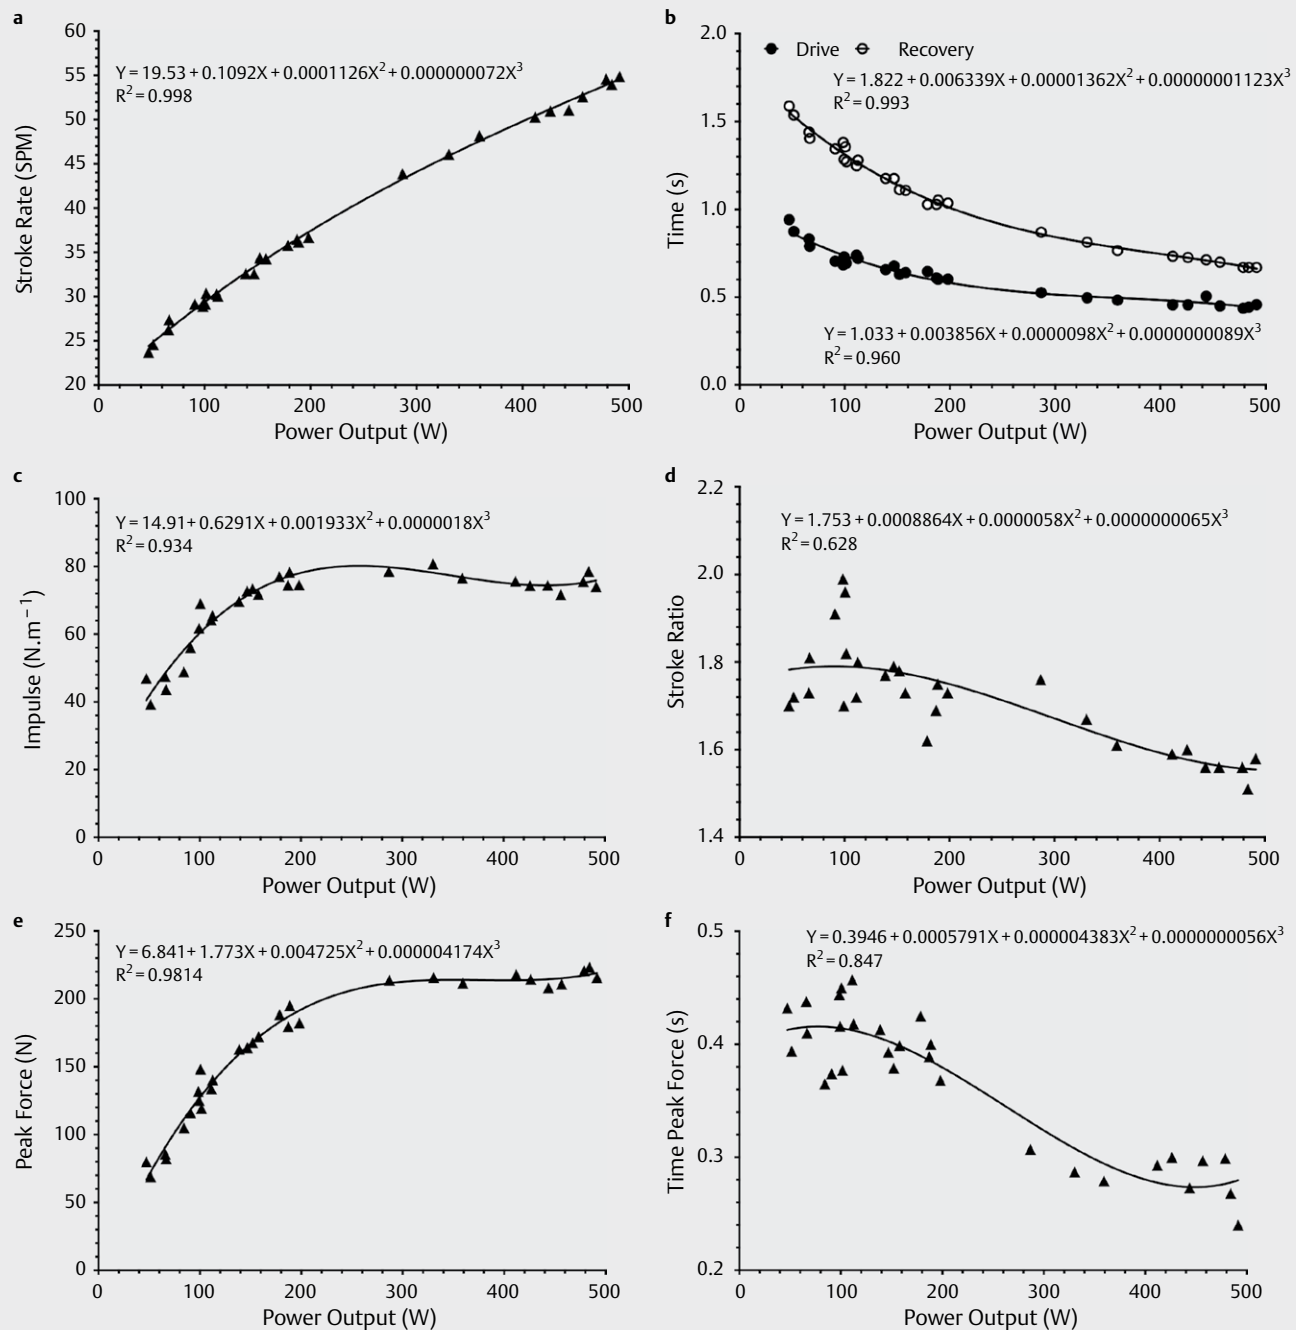 a
60
55
50
45
40
35
30
25
20
Stroke Rate (SPM)
Y = 19.53 + 0.1092X + 0.0001126X² + 0.000000072X³
R² = 0.998
0 100 200 300 400 500
Power Output (W)
b
2.0
1.5
1.0
0.5
0.0
Time (s)
Drive Recovery
Y = 1.822 + 0.006339X + 0.00001362X² + 0.00000001123X³
R² = 0.993
Y = 1.033 + 0.003856X + 0.0000098X² + 0.0000000089X³
R² = 0.960
0 100 200 300 400 500
Power Output (W)
c
100
80
60
40
20
0
Impulse (N.m⁻¹)
Y = 14.91 + 0.6291X + 0.001933X² + 0.0000018X³
R² = 0.934
0 100 200 300 400 500
Power Output (W)
d
2.2
2.0
1.8
1.6
1.4
Stroke Ratio
Y = 1.753 + 0.0008864X + 0.0000058X² + 0.0000000065X³
R² = 0.628
0 100 200 300 400 500
Power Output (W)
e
250
200
150
100
50
0
Peak Force (N)
Y = 6.841 + 1.773X + 0.004725X² + 0.000004174X³
R² = 0.9814
0 100 200 300 400 500
Power Output (W)
f
0.5
0.4
0.3
0.2
Time Peak Force (s)
Y = 0.3946 + 0.0005791X + 0.000004383X² + 0.0000000056X³
R² = 0.847
0 100 200 300 400 500
Power Output (W)